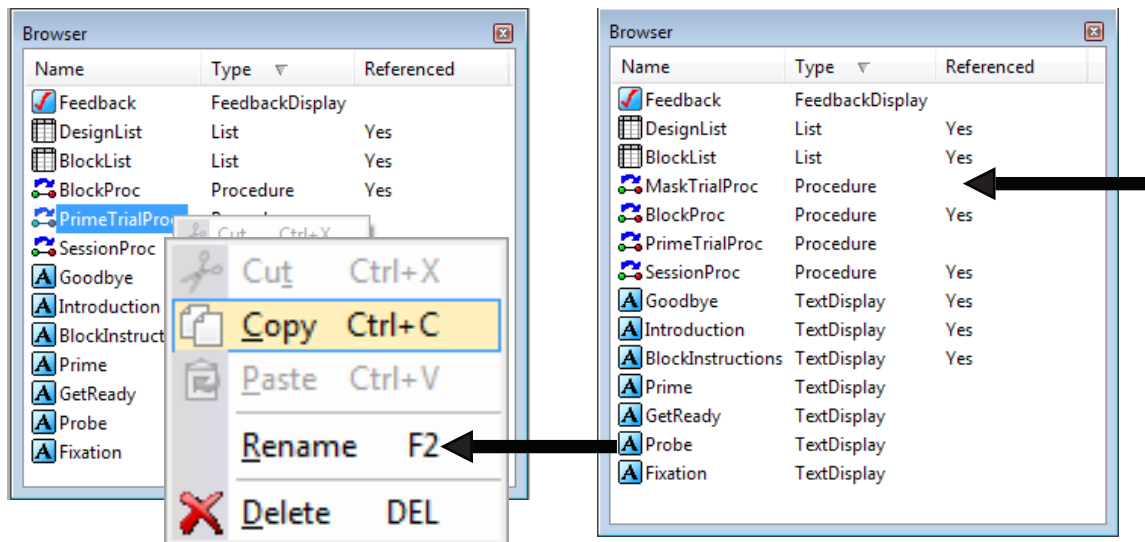 Browser
Name Type Referenced
Feedback FeedbackDisplay
DesignList List Yes
BlockList List Yes
BlockProc Procedure Yes
PrimeTrialProc
SessionProc
Goodbye
Introduction
BlockInstruct
Prime
GetReady
Probe
Fixation
Cut Ctrl+X
Cut Ctrl+X
Copy Ctrl+C
Paste Ctrl+V
Rename F2
Delete DEL
Browser
Name Type Referenced
Feedback FeedbackDisplay
DesignList List Yes
BlockList List Yes
MaskTrialProc Procedure
BlockProc Procedure Yes
PrimeTrialProc Procedure
SessionProc Procedure Yes
Goodbye TextDisplay Yes
Introduction TextDisplay Yes
BlockInstructions TextDisplay Yes
Prime TextDisplay
GetReady TextDisplay
Probe TextDisplay
Fixation TextDisplay